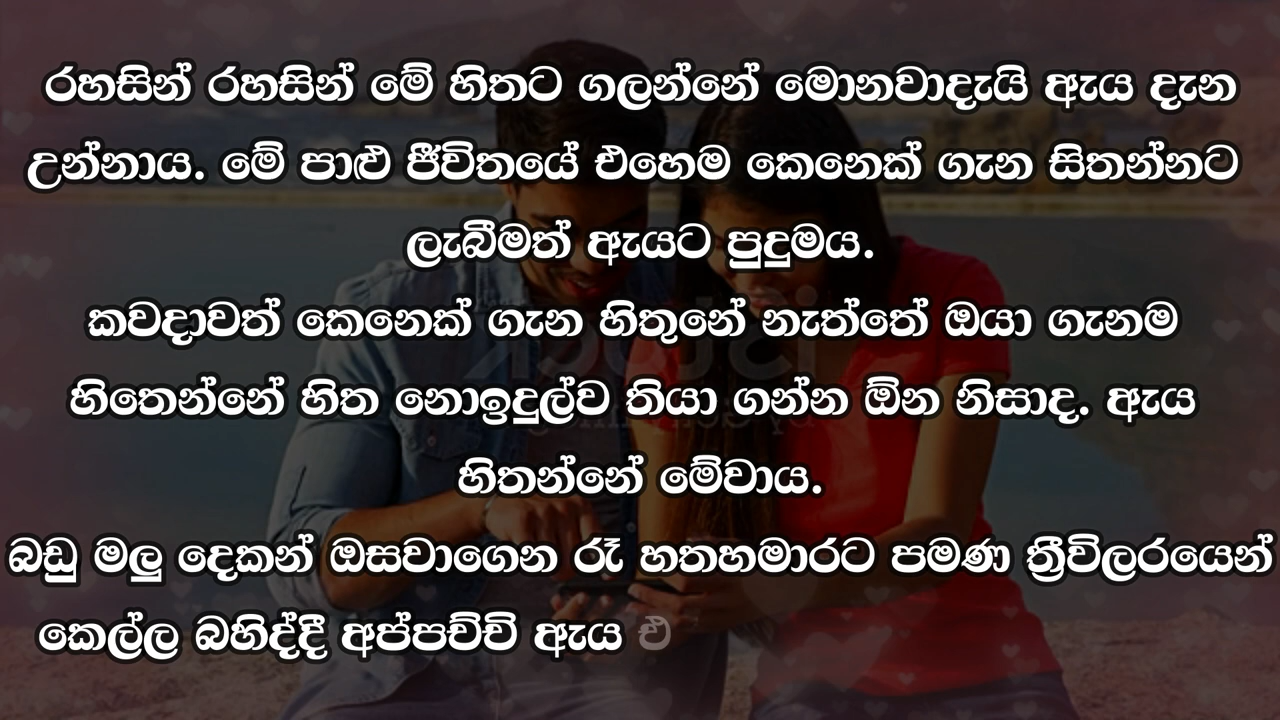 රහසින් රහසින් මේ හිතට ගලන්නේ මොනවාදැයි ඇය දැන
උන්නාය. මේ පාළු ජීවිතයේ එහෙම කෙනෙක් ගැන සිතන්නට
ලැබීමත් ඇයට පුදුමය.
කවදාවත් කෙනෙක් ගැන හිතුනේ නැත්තේ ඔයා ගැනම
හිතෙන්නේ හිත නොඉඳුල්ව තියා ගන්න ඕන නිසාද. ඇය
හිතන්නේ මේවාය.
බඩු මලු දෙකන් ඔසවාගෙන රෑ හතහමාරට පමණ ත්‍රීවිලරයෙන්
කෙල්ල බහිද්දී අප්පච්චි ඇය එ